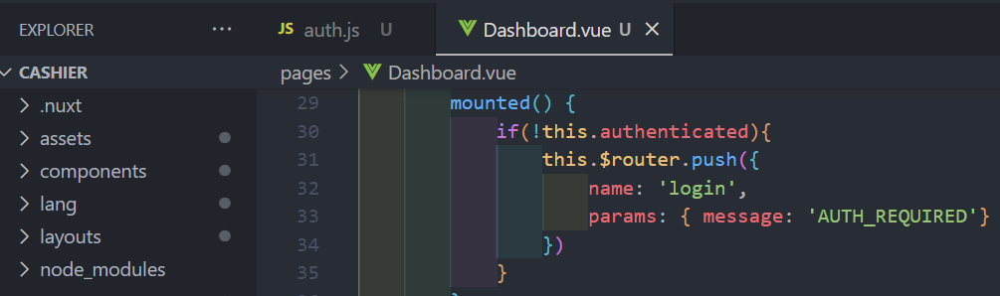 EXPLORER ...
JS auth.js U
Dashboard.vue U
CASHIER
pages > Dashboard.vue
.nuxt
assets
components
lang
layouts
node_modules
29 mounted() {
30 if(!this.authenticated){
31 this.$router.push({
32 name: 'login',
33 params: { message: 'AUTH_REQUIRED'}
34 })
35 }